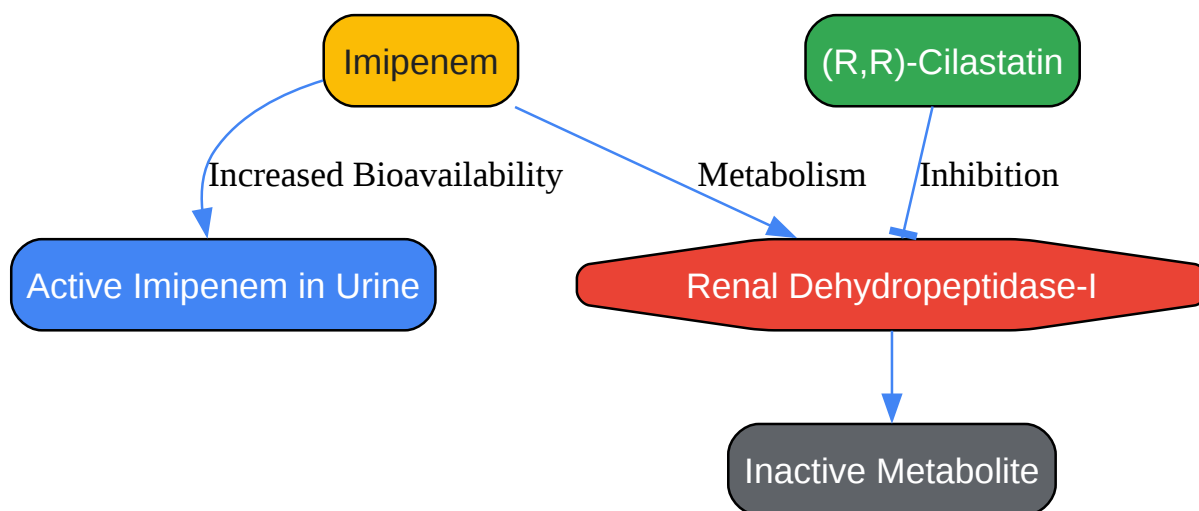 Imipenem
(R,R)-Cilastatin
Increased Bioavailability
Metabolism
Inhibition
Active Imipenem in Urine
Renal Dehydropeptidase-I
Inactive Metabolite